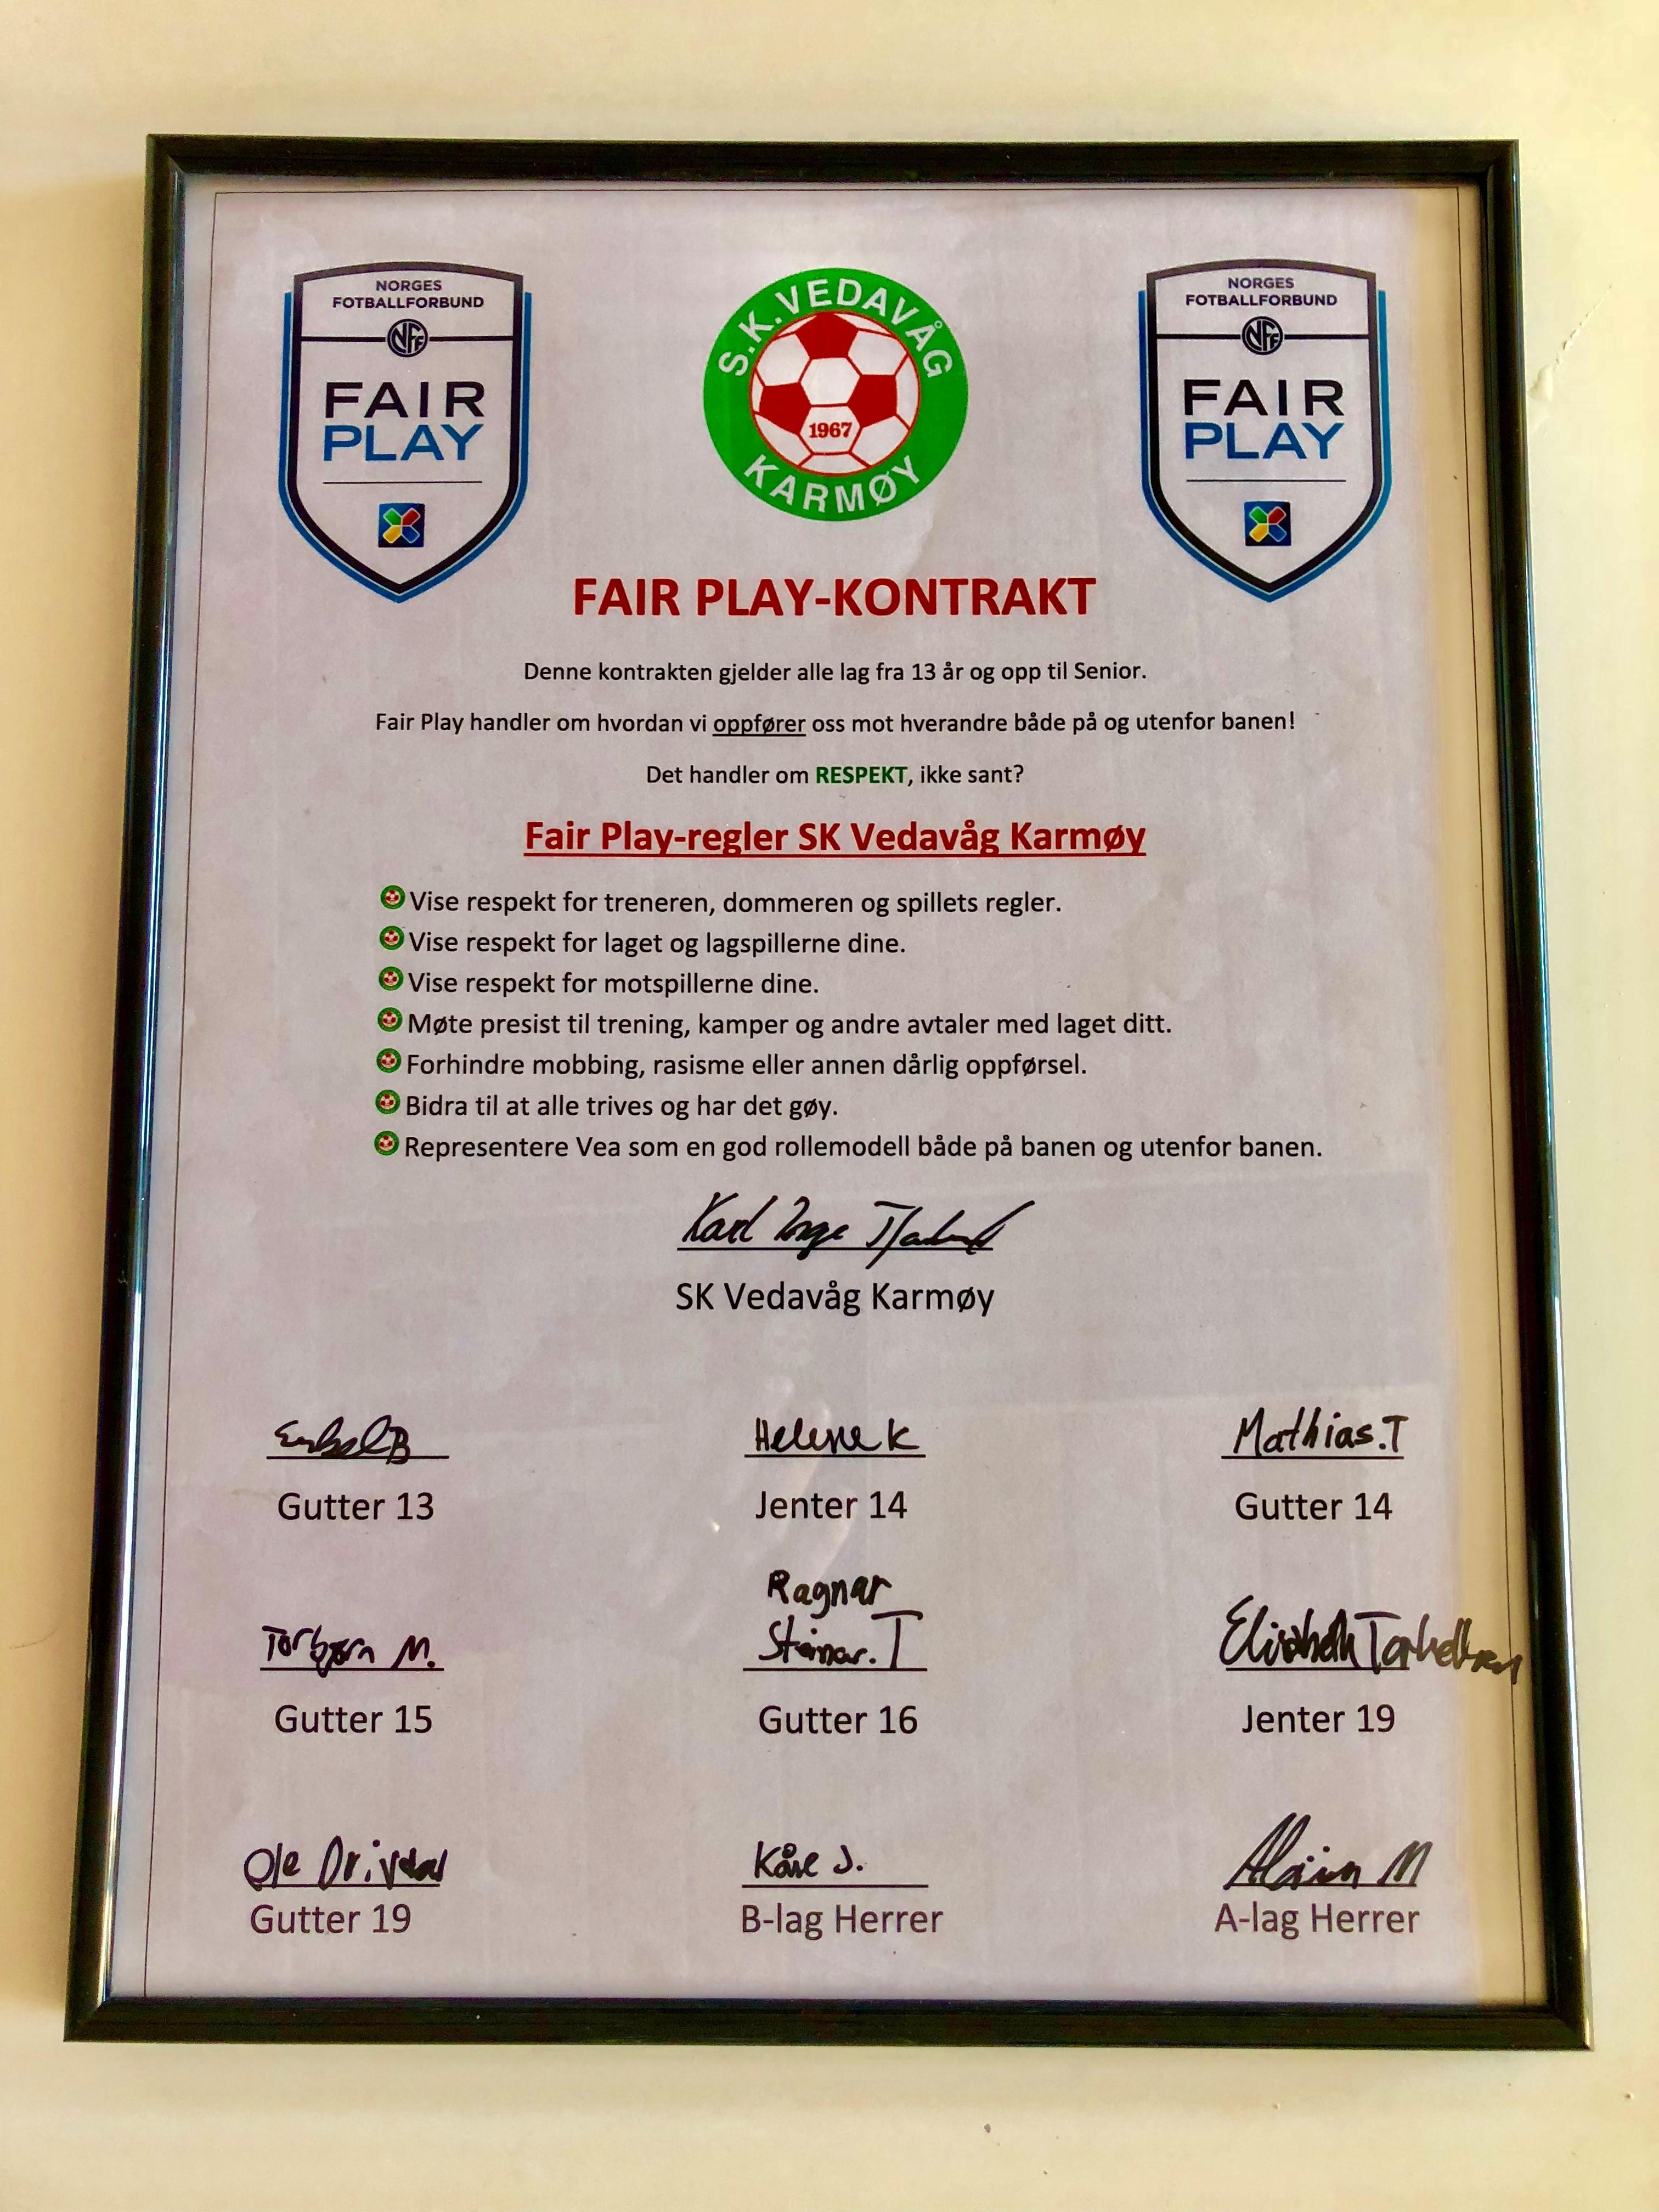 NORGES
FOTBALLFORBUND
NFF
FAIR
PLAY
S.K.VEDAVÅG
1967
KARMØY
NORGES
FOTBALLFORBUND
NFF
FAIR
PLAY
FAIR PLAY-KONTRAKT
Denne kontrakten gjelder alle lag fra 13 år og opp til Senior.
Fair Play handler om hvordan vi oppfører oss mot hverandre både på og utenfor banen!
Det handler om RESPEKT, ikke sant?
Fair Play-regler SK Vedavåg Karmøy
Vise respekt for treneren, dommeren og spillets regler.
Vise respekt for laget og lagspillerne dine.
Vise respekt for motspillerne dine.
Møte presist til trening, kamper og andre avtaler med laget ditt.
Forhindre mobbing, rasisme eller annen dårlig oppførsel.
Bidra til at alle trives og har det gøy.
Representere Vea som en god rollemodell både på banen og utenfor banen.
Karl Inge
SK Vedavåg Karmøy
Helene K Mathias.T
Gutter 13 Jenter 14 Gutter 14
Ragnar
Torbjørn M. Steinar. T Elisabeth Torkellsen
Gutter 15 Gutter 16 Jenter 19
Ole Kåre J. M
Gutter 19 B-lag Herrer A-lag Herrer